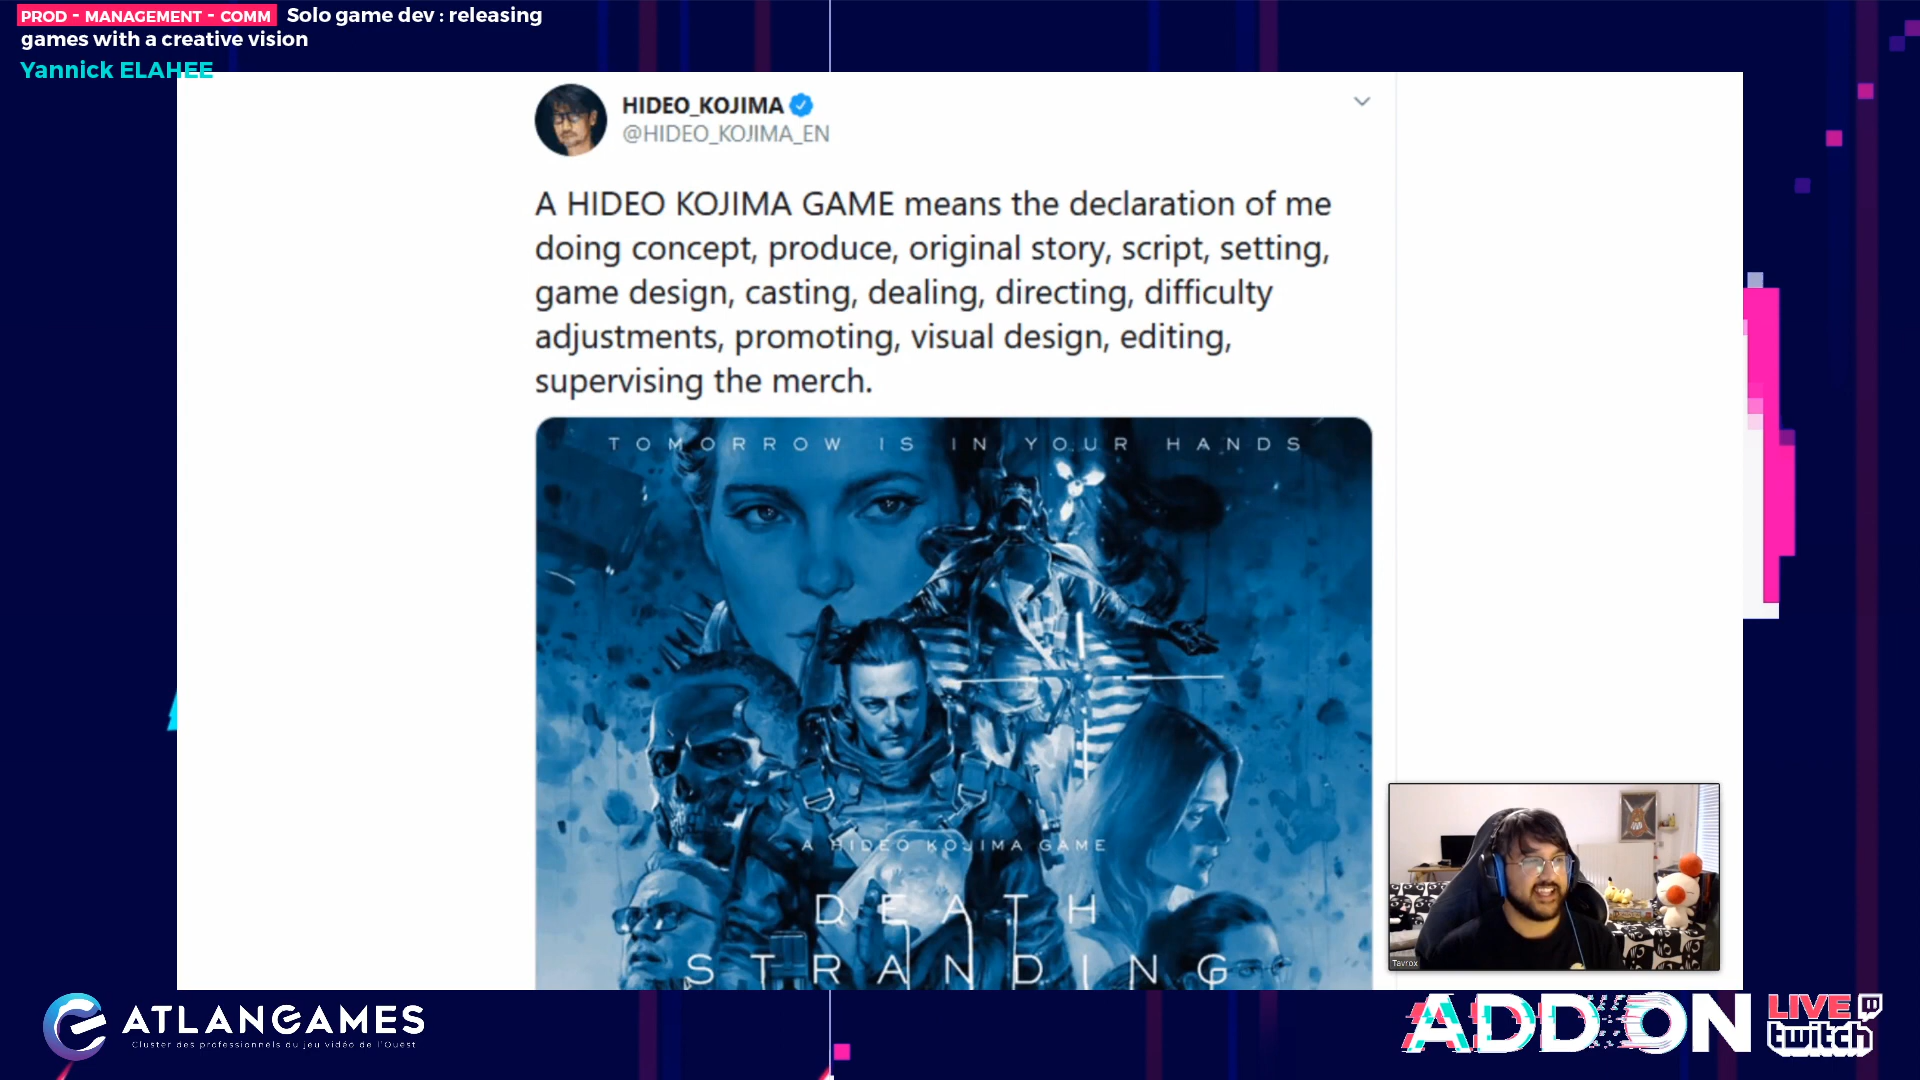 PROD - MANAGEMENT - COMM Solo game dev : releasing
games with a creative vision
Yannick ELAHEE
HIDEO_KOJIMA
@HIDEO_KOJIMA_EN
A HIDEO KOJIMA GAME means the declaration of me
doing concept, produce, original story, script, setting,
game design, casting, dealing, directing, difficulty
adjustments, promoting, visual design, editing,
supervising the merch.
TOMORROW IS IN YOUR HANDS
A HIDEO KOJIMA GAME
DEATH
STRANDING
Tavrox
ATLANGAMES
Cluster des professionnels du jeu vidéo de l'Ouest
ADD ON
LIVE
twitch